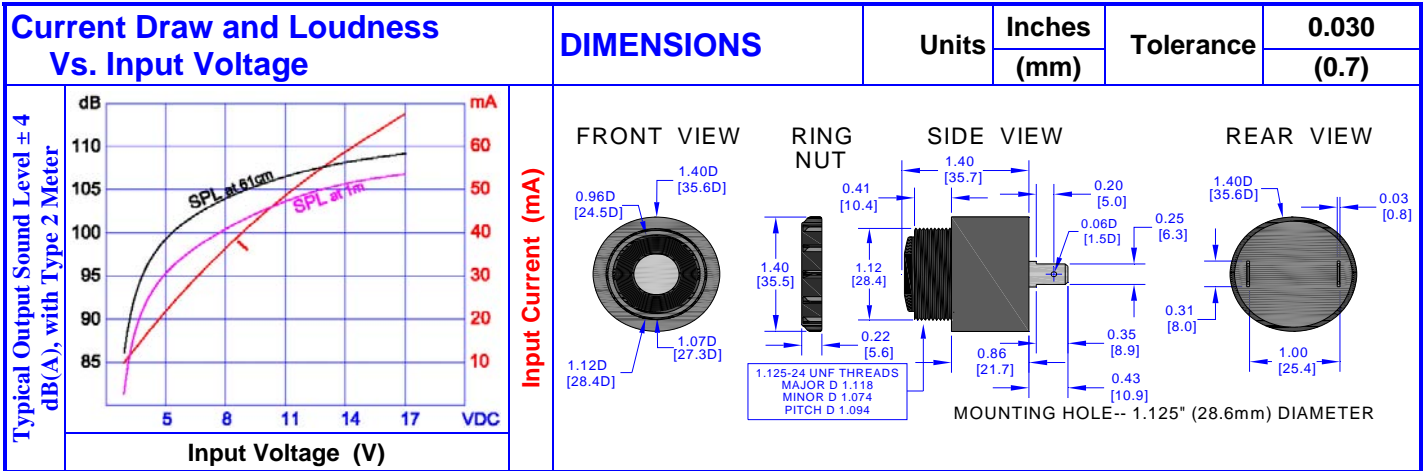 Current Draw and Loudness
Vs. Input Voltage
DIMENSIONS
Units
Inches
(mm)
Tolerance
0.030
(0.7)
Typical Output Sound Level ± 4
dB(A), with Type 2 Meter
dB
110
105
100
95
90
85
SPL at 61cm
SPL at 1m
mA
60
50
40
30
20
10
5
8
11
14
17
VDC
Input Voltage (V)
Input Current (mA)
FRONT VIEW
0.96D
[24.5D]
1.40D
[35.6D]
1.12D
[28.4D]
1.07D
[27.3D]
RING
NUT
1.40
[35.5]
0.22
[5.6]
SIDE VIEW
1.40
[35.7]
0.41
[10.4]
1.12
[28.4]
0.20
[5.0]
0.06D
[1.5D]
0.25
[6.3]
0.35
[8.9]
0.86
[21.7]
0.43
[10.9]
1.125-24 UNF THREADS
MAJOR D 1.118
MINOR D 1.074
PITCH D 1.094
REAR VIEW
1.40D
[35.6D]
0.03
[0.8]
0.31
[8.0]
1.00
[25.4]
MOUNTING HOLE-- 1.125" (28.6mm) DIAMETER